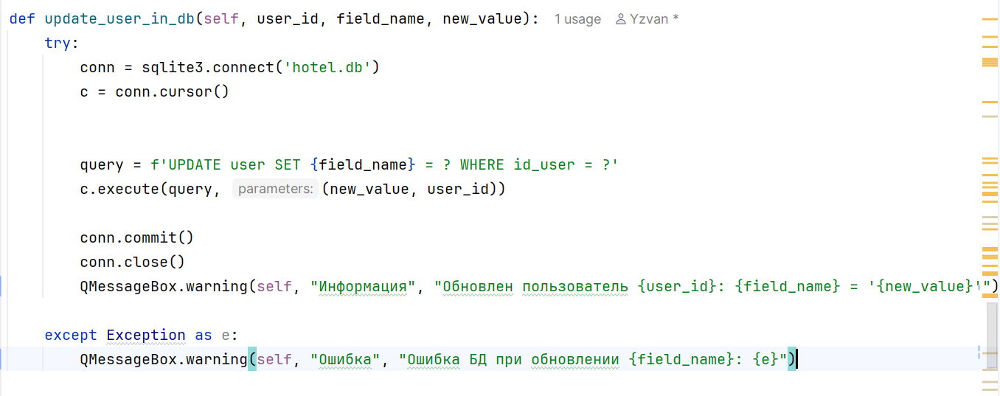 def update_user_in_db(self, user_id, field_name, new_value): 1 usage Yzvan *
try:
conn = sqlite3.connect('hotel.db')
c = conn.cursor()
query = f'UPDATE user SET {field_name} = ? WHERE id_user = ?'
c.execute(query, parameters: (new_value, user_id))
conn.commit()
conn.close()
QMessageBox.warning(self, "Информация", "Обновлен пользователь {user_id}: {field_name} = '{new_value}'")
except Exception as e:
QMessageBox.warning(self, "Ошибка", "Ошибка БД при обновлении {field_name}: {e}")